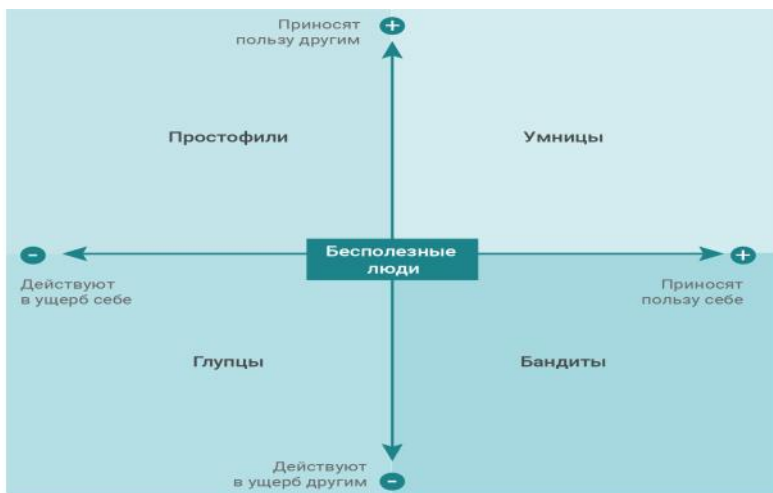 Приносят
пользу другим
+
Простофили
Умницы
Бесполезные
люди
-
+
Действуют
в ущерб себе
Приносят
пользу себе
Глупцы
Бандиты
Действуют
в ущерб другим
-